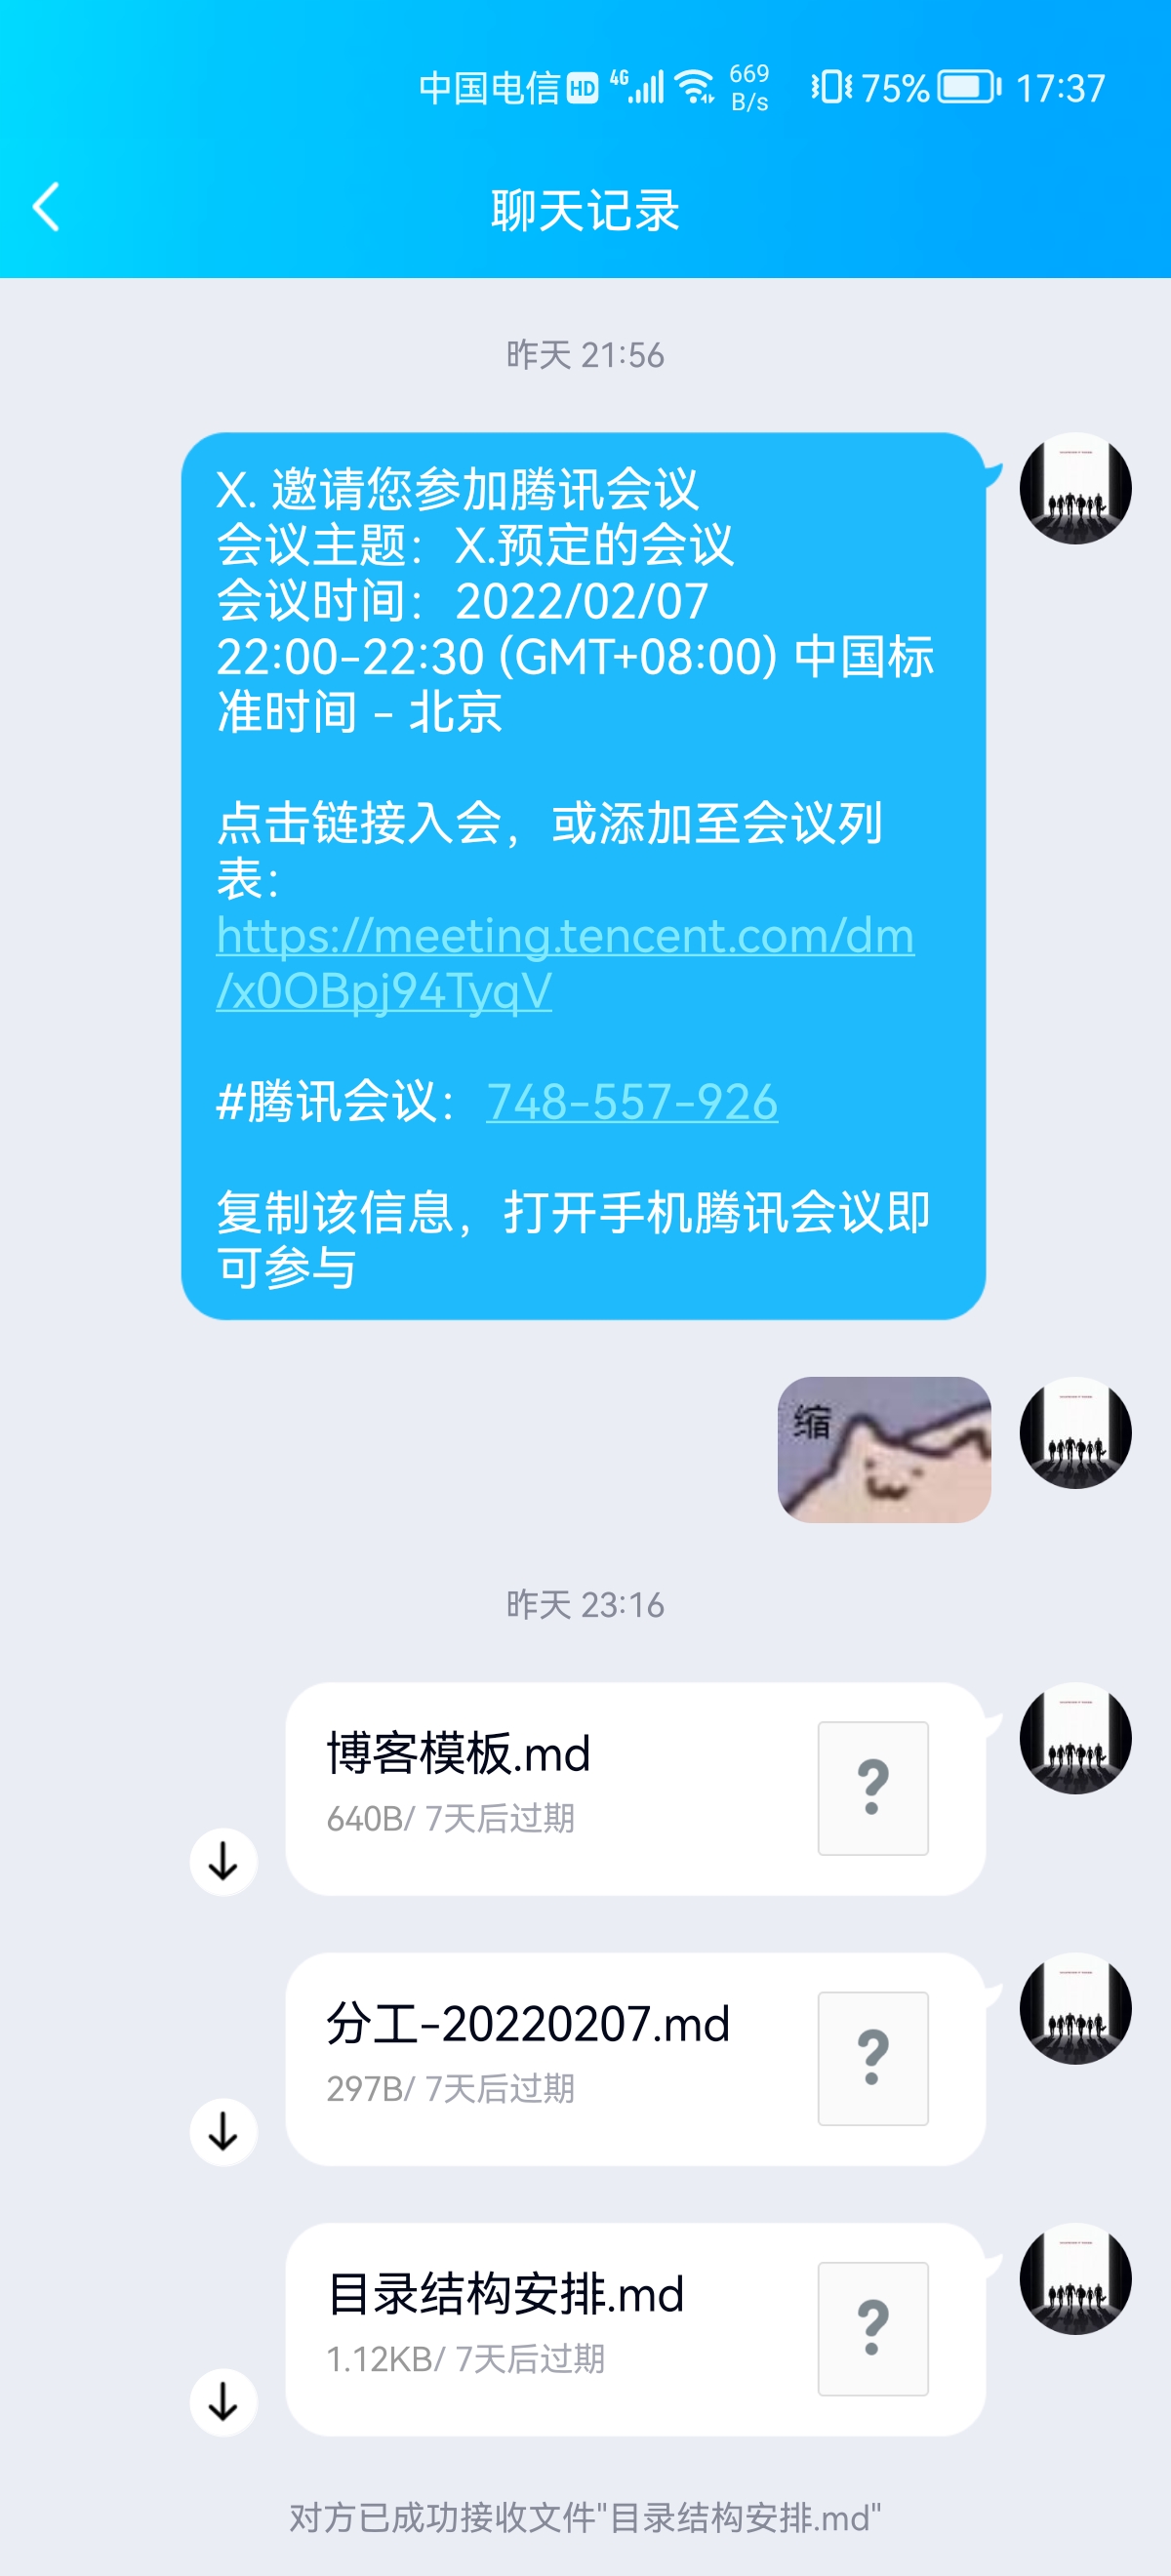 中国电信 HD 4G 669 B/s 75% 17:37
聊天记录
昨天 21:56
X. 邀请您参加腾讯会议
会议主题：X.预定的会议
会议时间：2022/02/07
22:00-22:30 (GMT+08:00) 中国标
准时间 - 北京
点击链接入会，或添加至会议列
表：
https://meeting.tencent.com/dm
/x0OBpj94TyqV
#腾讯会议：748-557-926
复制该信息，打开手机腾讯会议即
可参与
缩
昨天 23:16
博客模板.md
640B/ 7天后过期
分工-20220207.md
297B/ 7天后过期
目录结构安排.md
1.12KB/ 7天后过期
对方已成功接收文件"目录结构安排.md"